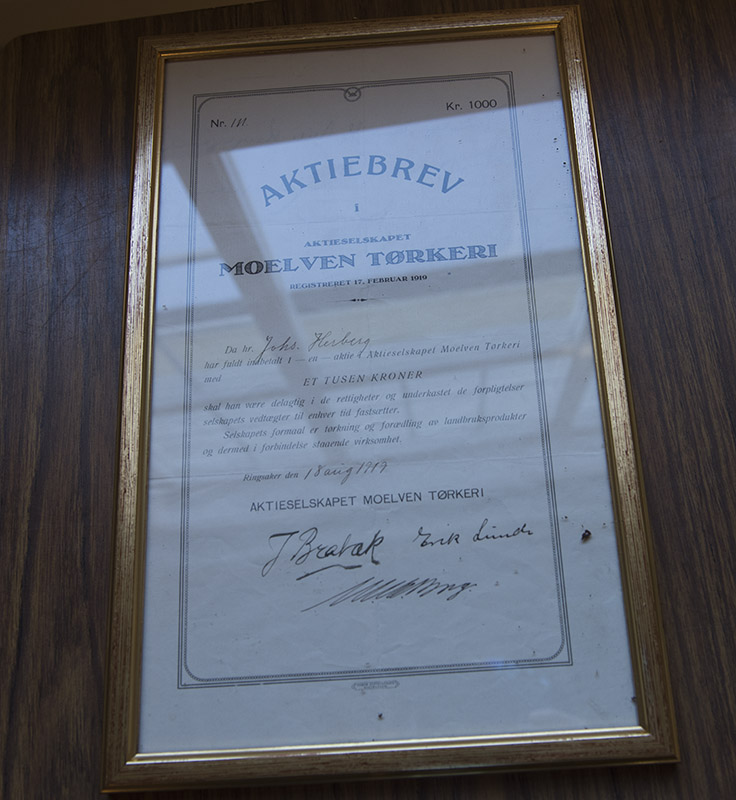 Nr. 111
Kr. 1000
AKTIEBREV
i
AKTIESELSKAPET
MOELVEN TØRKERI
REGISTRERET 17. FEBRUAR 1919
Da hr. Johs. Herberg
har fuldt indbetalt 1 — en — aktie i Aktieselskapet Moelven Tørkeri
med ET TUSEN KRONER
skal han være delagtig i de rettigheter og underkastet de forpligtelser
selskapets vedtægter til enhver tid fastsætter.
Selskapets formaal er tørkning og forædling av landbruksprodukter
og dermed i forbindelse staaende virksomhet.
Ringsaker den 18 aug 1919
AKTIESELSKAPET MOELVEN TØRKERI
J Bratak Erik Lunde